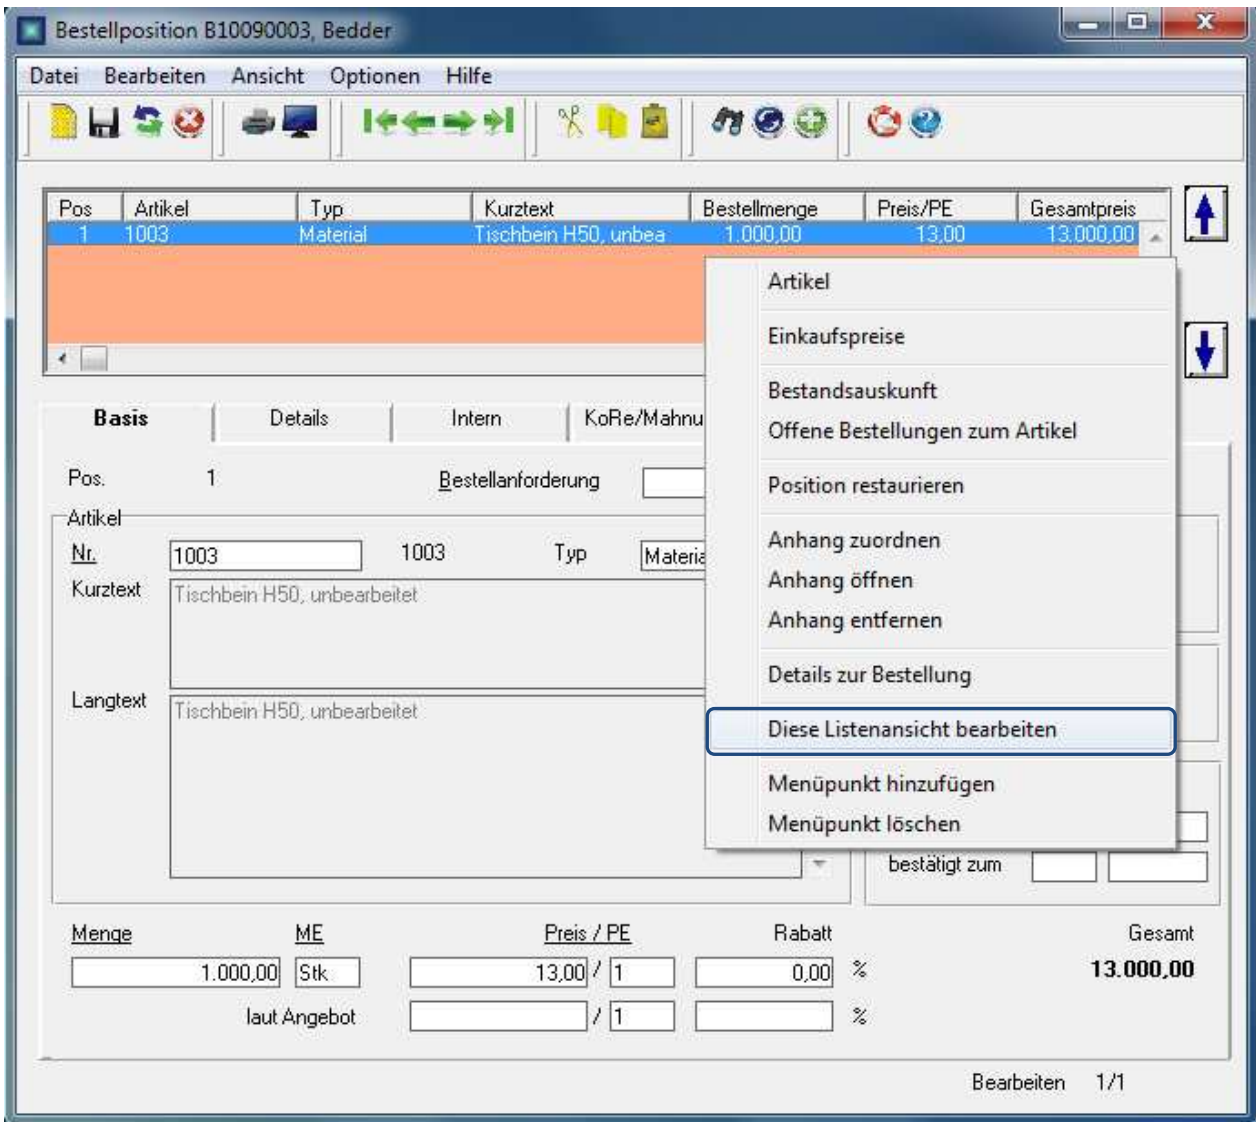 Bestellposition B10090003, Bedder
Datei Bearbeiten Ansicht Optionen Hilfe
Pos Artikel Typ Kurztext Bestellmenge Preis/PE Gesamtpreis
1 1003 Material Tischbein H50, unbea 1.000,00 13,00 13.000,00
Artikel
Einkaufspreise
Bestandsauskunft
Offene Bestellungen zum Artikel
Position restaurieren
Anhang zuordnen
Anhang öffnen
Anhang entfernen
Details zur Bestellung
Diese Listenansicht bearbeiten
Menüpunkt hinzufügen
Menüpunkt löschen
Basis Details Intern KoRe/Mahnu
Pos. 1 Bestellanforderung
Artikel
Nr. 1003 1003 Typ Materia
Kurztext Tischbein H50, unbearbeitet
Langtext Tischbein H50, unbearbeitet
bestätigt zum
Menge ME Preis / PE Rabatt Gesamt
1.000,00 Stk 13,00 / 1 0,00 % 13.000,00
laut Angebot / 1 %
Bearbeiten 1/1